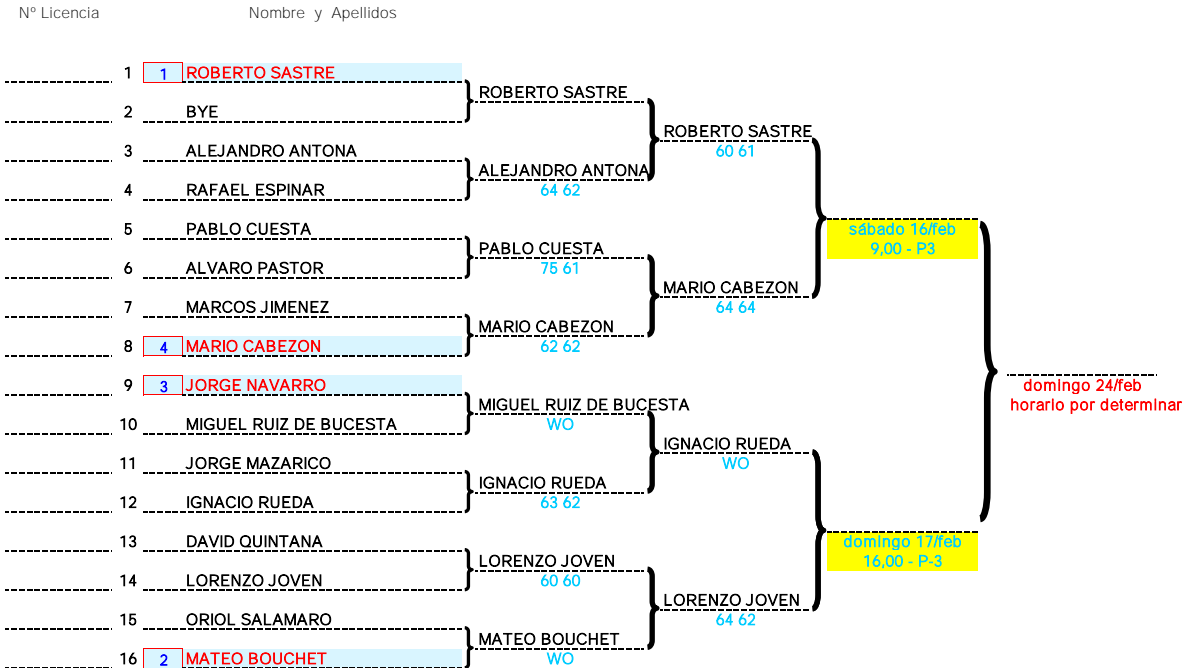 Nº Licencia Nombre y Apellidos
1 1 ROBERTO SASTRE
ROBERTO SASTRE
2 BYE
ROBERTO SASTRE
60 61
3 ALEJANDRO ANTONA
ALEJANDRO ANTONA
64 62
4 RAFAEL ESPINAR
sábado 16/feb
9,00 - P3
5 PABLO CUESTA
PABLO CUESTA
75 61
6 ALVARO PASTOR
MARIO CABEZON
64 64
7 MARCOS JIMENEZ
MARIO CABEZON
62 62
8 4 MARIO CABEZON
domingo 24/feb
horario por determinar
9 3 JORGE NAVARRO
MIGUEL RUIZ DE BUCESTA
WO
10 MIGUEL RUIZ DE BUCESTA
IGNACIO RUEDA
WO
11 JORGE MAZARICO
IGNACIO RUEDA
63 62
12 IGNACIO RUEDA
domingo 17/feb
16,00 - P-3
13 DAVID QUINTANA
LORENZO JOVEN
60 60
14 LORENZO JOVEN
LORENZO JOVEN
64 62
15 ORIOL SALAMARO
MATEO BOUCHET
WO
16 2 MATEO BOUCHET